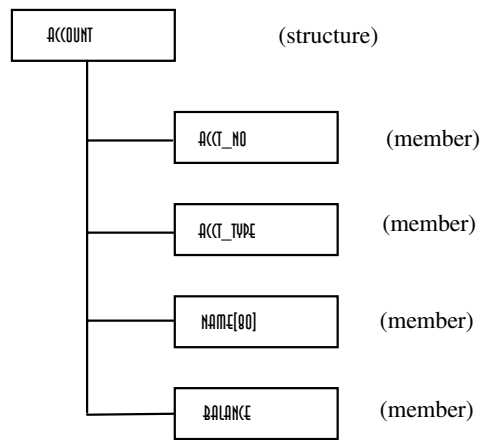 ACCOUNT (structure)
ACCT_NO (member)
ACCT_TYPE (member)
NAME[80] (member)
BALANCE (member)